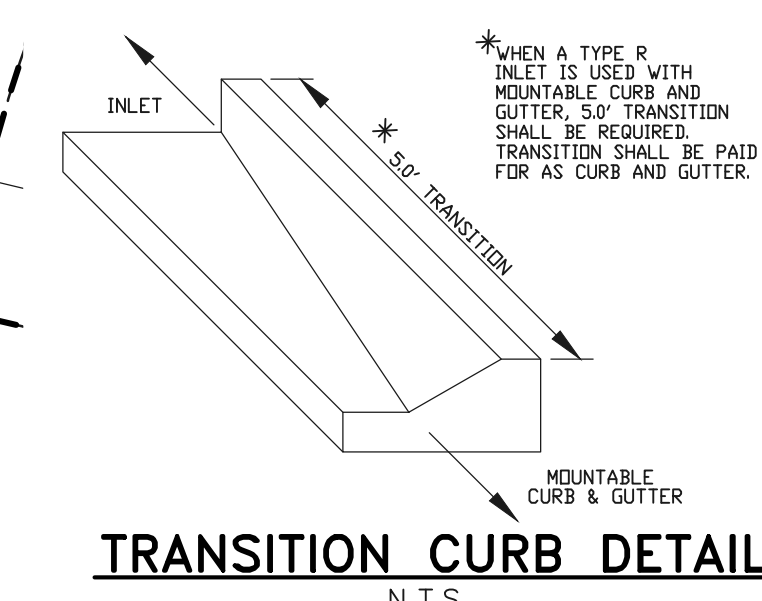 *WHEN A TYPE R
INLET IS USED WITH
MOUNTABLE CURB AND
GUTTER, 5.0' TRANSITION
SHALL BE REQUIRED.
TRANSITION SHALL BE PAID
FOR AS CURB AND GUTTER.
INLET
* 5.0' TRANSITION
MOUNTABLE
CURB & GUTTER
TRANSITION CURB DETAIL
N.T.S.